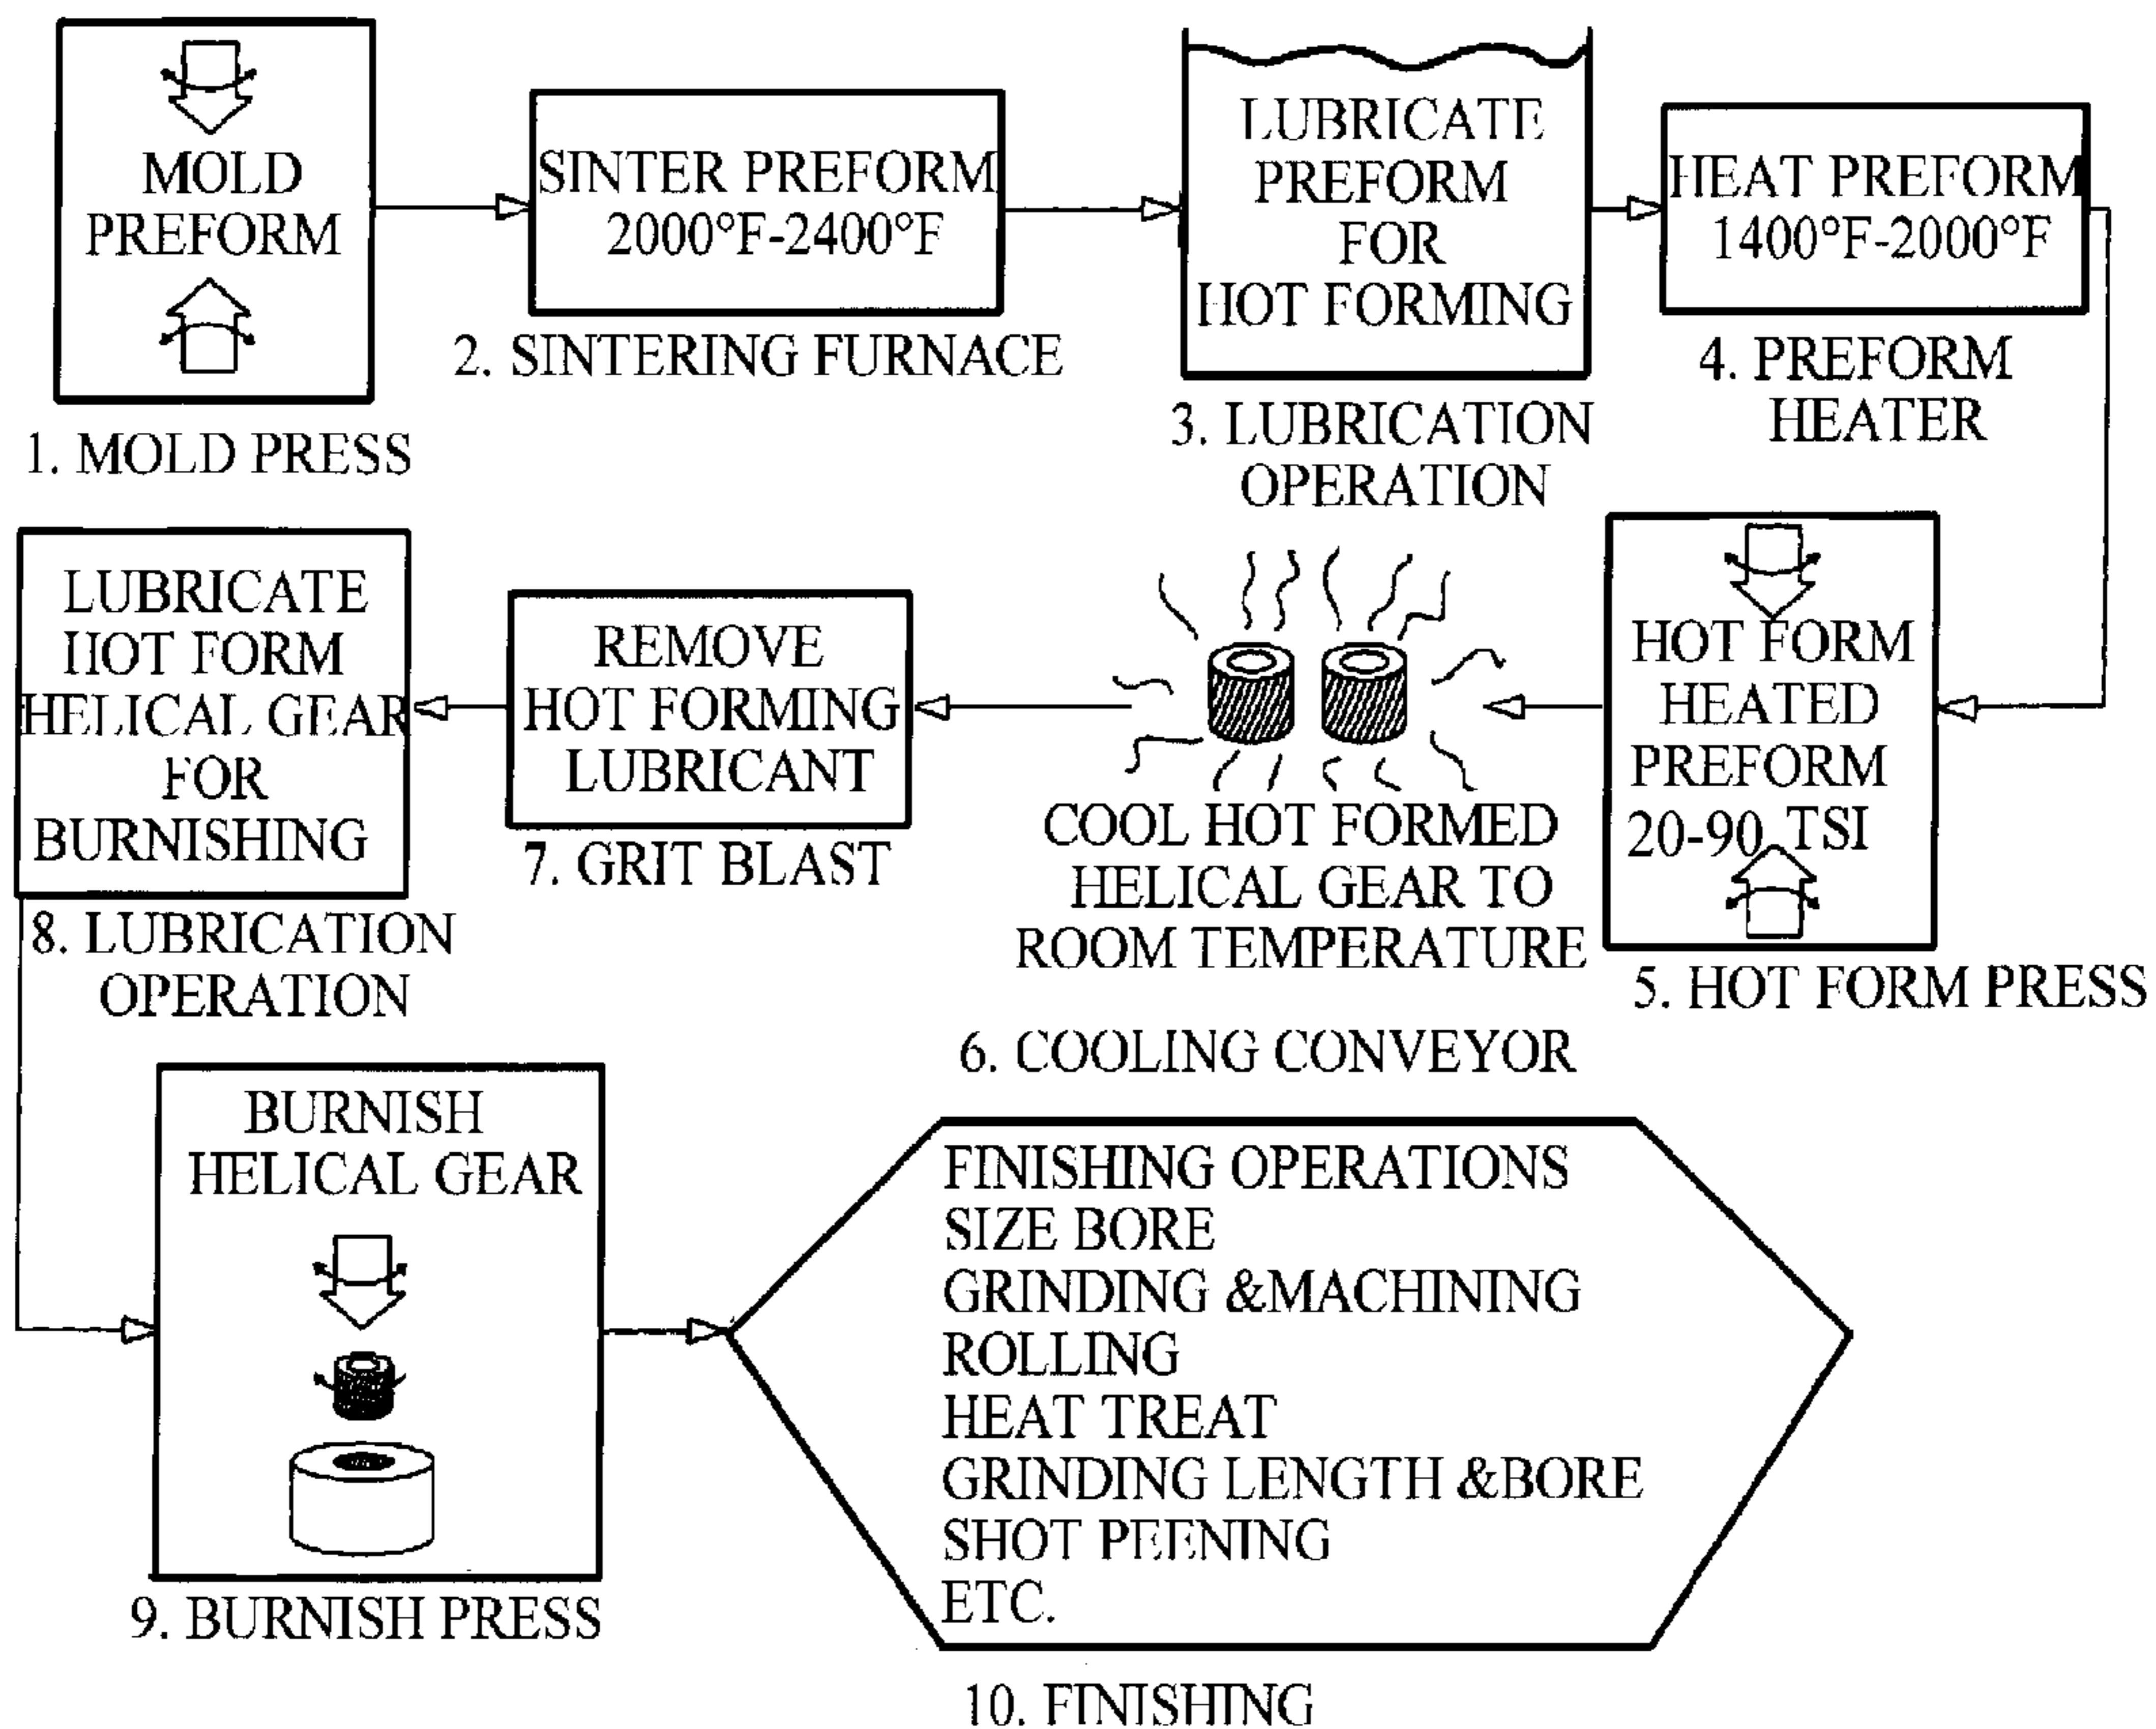 MOLD
PREFORM
1. MOLD PRESS
SINTER PREFORM
2000°F-2400°F
2. SINTERING FURNACE
LUBRICATE
PREFORM
FOR
HOT FORMING
3. LUBRICATION
OPERATION
HEAT PREFORM
1400°F-2000°F
4. PREFORM
HEATER
HOT FORM
HEATED
PREFORM
20-90 TSI
5. HOT FORM PRESS
COOL HOT FORMED
HELICAL GEAR TO
ROOM TEMPERATURE
6. COOLING CONVEYOR
REMOVE
HOT FORMING
LUBRICANT
7. GRIT BLAST
LUBRICATE
HOT FORM
HELICAL GEAR
FOR
BURNISHING
8. LUBRICATION
OPERATION
BURNISH
HELICAL GEAR
9. BURNISH PRESS
FINISHING OPERATIONS
SIZE BORE
GRINDING &MACHINING
ROLLING
HEAT TREAT
GRINDING LENGTH &BORE
SHOT PEENING
ETC.
10. FINISHING